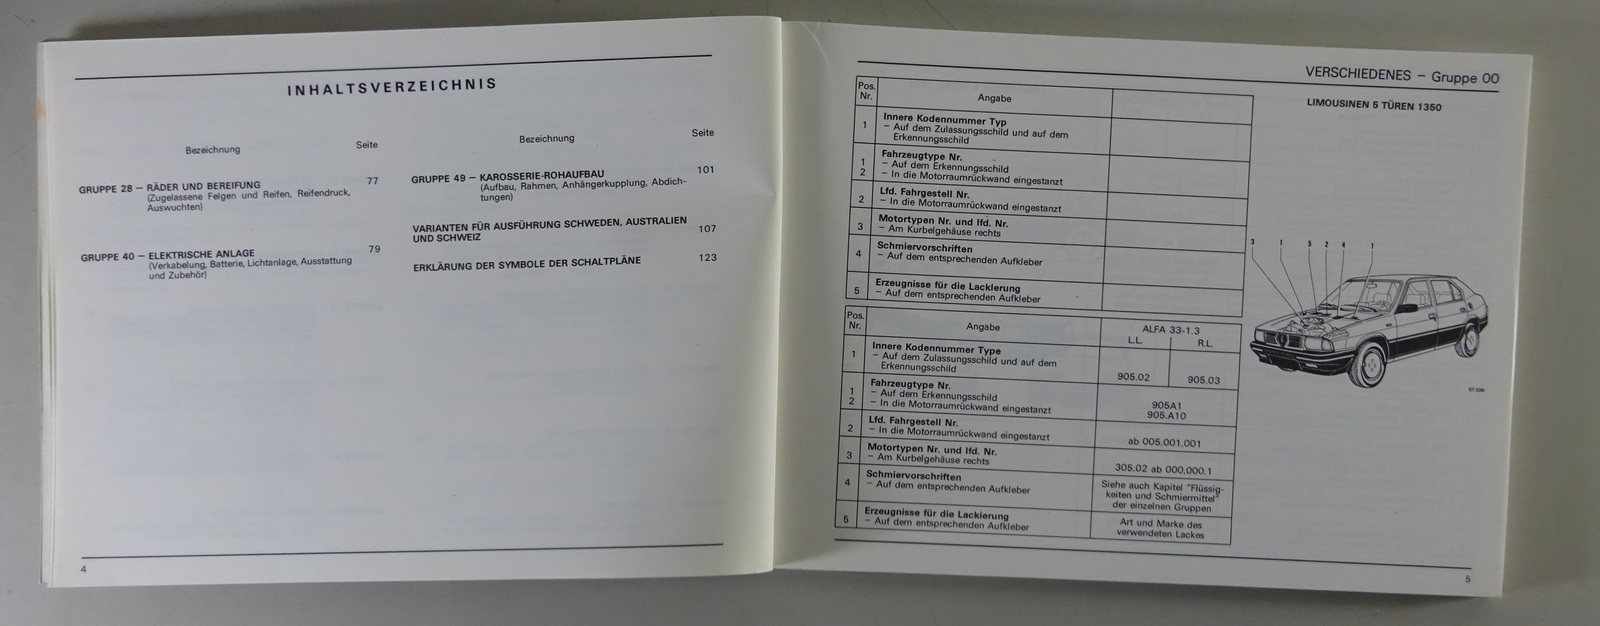 INHALTSVERZEICHNIS
Bezeichnung Seite
GRUPPE 28 – RÄDER UND BEREIFUNG 77
(Zugelassene Felgen und Reifen, Reifendruck,
Auswuchten)
GRUPPE 40 – ELEKTRISCHE ANLAGE 79
(Verkabelung, Batterie, Lichtanlage, Ausstattung
und Zubehör)
Bezeichnung Seite
GRUPPE 49 – KAROSSERIE-ROHAUFBAU 101
(Aufbau, Rahmen, Anhängerkupplung, Abdich-
tungen)
VARIANTEN FÜR AUSFÜHRUNG SCHWEDEN, AUSTRALIEN
UND SCHWEIZ 107
ERKLÄRUNG DER SYMBOLE DER SCHALTPLÄNE 123
4
VERSCHIEDENES – Gruppe 00
Pos.
Nr. Angabe
1 Innere Kodennummer Typ
– Auf dem Zulassungsschild und auf dem
Erkennungsschild
Fahrzeugtype Nr.
1 – Auf dem Erkennungsschild
2 – In die Motorraumrückwand eingestanzt
2 Lfd. Fahrgestell Nr.
– In die Motorraumrückwand eingestanzt
3 Motortypen Nr. und lfd. Nr.
– Am Kurbelgehäuse rechts
4 Schmiervorschriften
– Auf dem entsprechenden Aufkleber
5 Erzeugnisse für die Lackierung
– Auf dem entsprechenden Aufkleber
Pos.
Nr. Angabe ALFA 33-1.3
L.L. R.L.
1 Innere Kodennummer Type
– Auf dem Zulassungsschild und auf dem
Erkennungsschild 905.02 905.03
Fahrzeugtype Nr.
1 – Auf dem Erkennungsschild 905A1
2 – In die Motorraumrückwand eingestanzt 905.A10
2 Lfd. Fahrgestell Nr.
– In die Motorraumrückwand eingestanzt ab 005.001.001
3 Motortypen Nr. und lfd. Nr.
– Am Kurbelgehäuse rechts 305.02 ab 000.000.1
4 Schmiervorschriften
– Auf dem entsprechenden Aufkleber
Siehe auch Kapitel "Flüssig-
keiten und Schmiermittel"
der einzelnen Gruppen
5 Erzeugnisse für die Lackierung
– Auf dem entsprechenden Aufkleber
Art und Marke des
verwendeten Lackes
LIMOUSINEN 5 TÜREN 1350
3 1 5 2 4 1
5